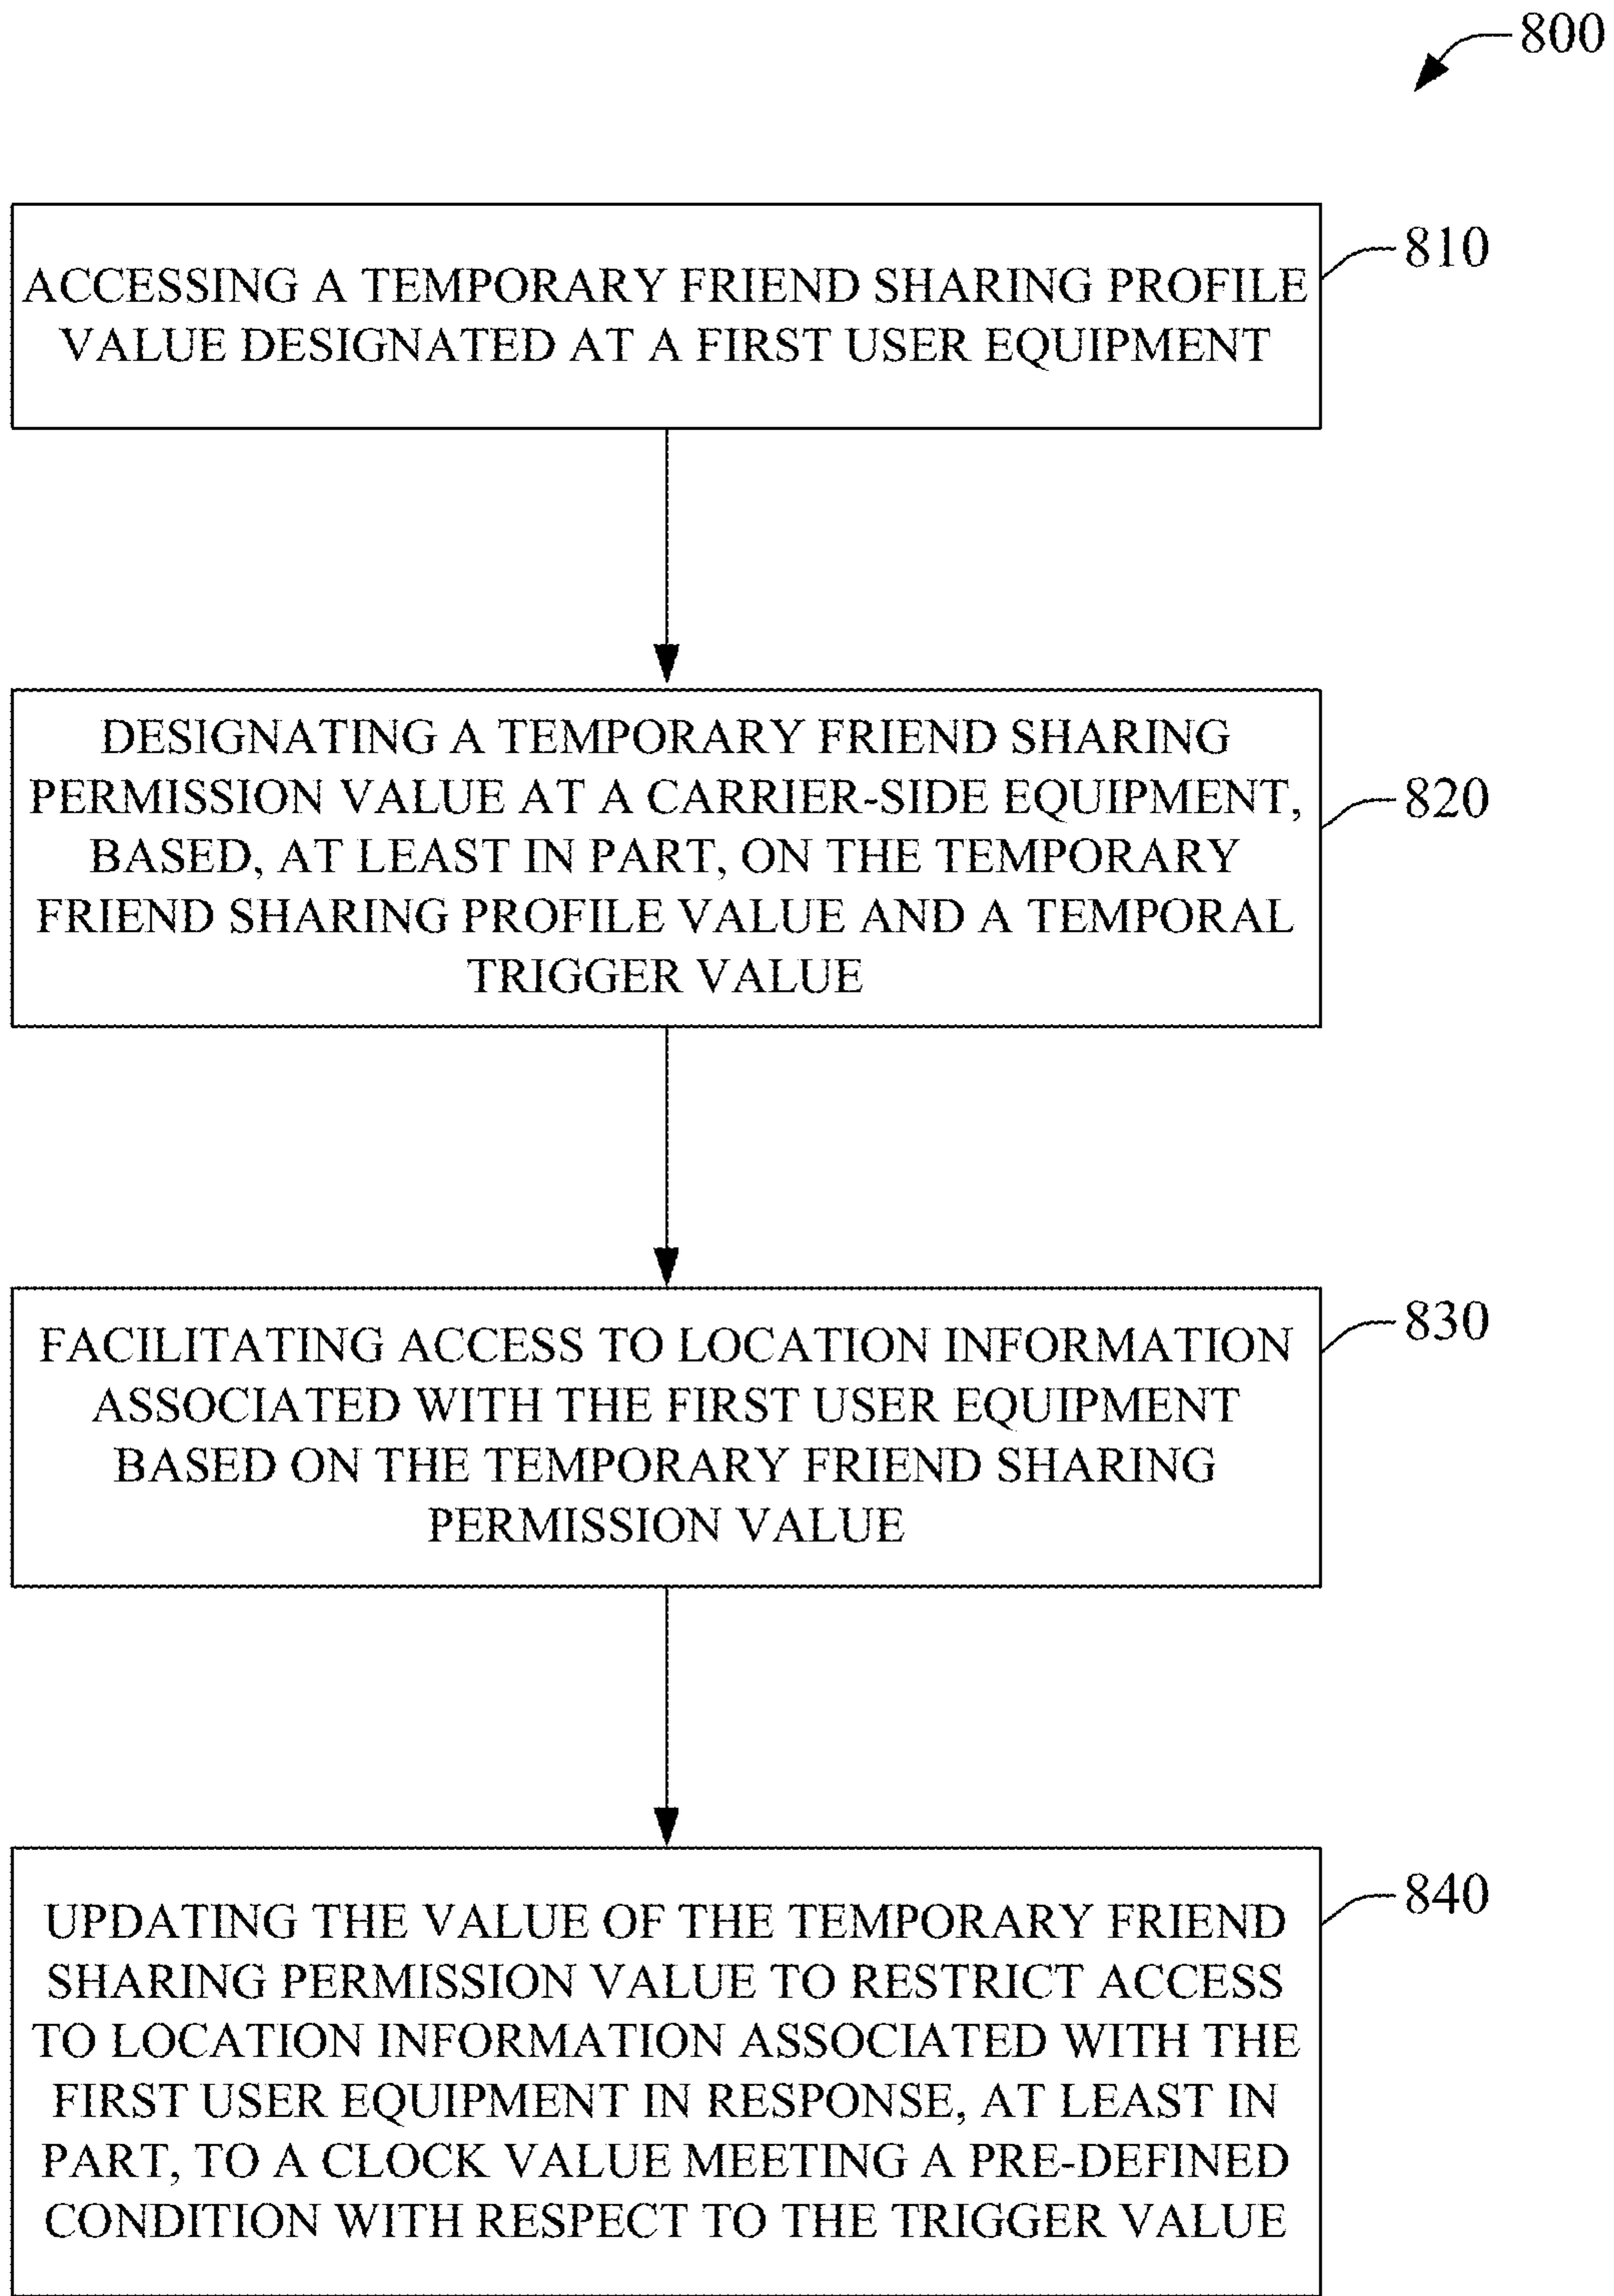 800
810
ACCESSING A TEMPORARY FRIEND SHARING PROFILE
VALUE DESIGNATED AT A FIRST USER EQUIPMENT
DESIGNATING A TEMPORARY FRIEND SHARING
PERMISSION VALUE AT A CARRIER-SIDE EQUIPMENT,
BASED, AT LEAST IN PART, ON THE TEMPORARY
FRIEND SHARING PROFILE VALUE AND A TEMPORAL
TRIGGER VALUE
820
FACILITATING ACCESS TO LOCATION INFORMATION
ASSOCIATED WITH THE FIRST USER EQUIPMENT
BASED ON THE TEMPORARY FRIEND SHARING
PERMISSION VALUE
830
UPDATING THE VALUE OF THE TEMPORARY FRIEND
SHARING PERMISSION VALUE TO RESTRICT ACCESS
TO LOCATION INFORMATION ASSOCIATED WITH THE
FIRST USER EQUIPMENT IN RESPONSE, AT LEAST IN
PART, TO A CLOCK VALUE MEETING A PRE-DEFINED
CONDITION WITH RESPECT TO THE TRIGGER VALUE
840